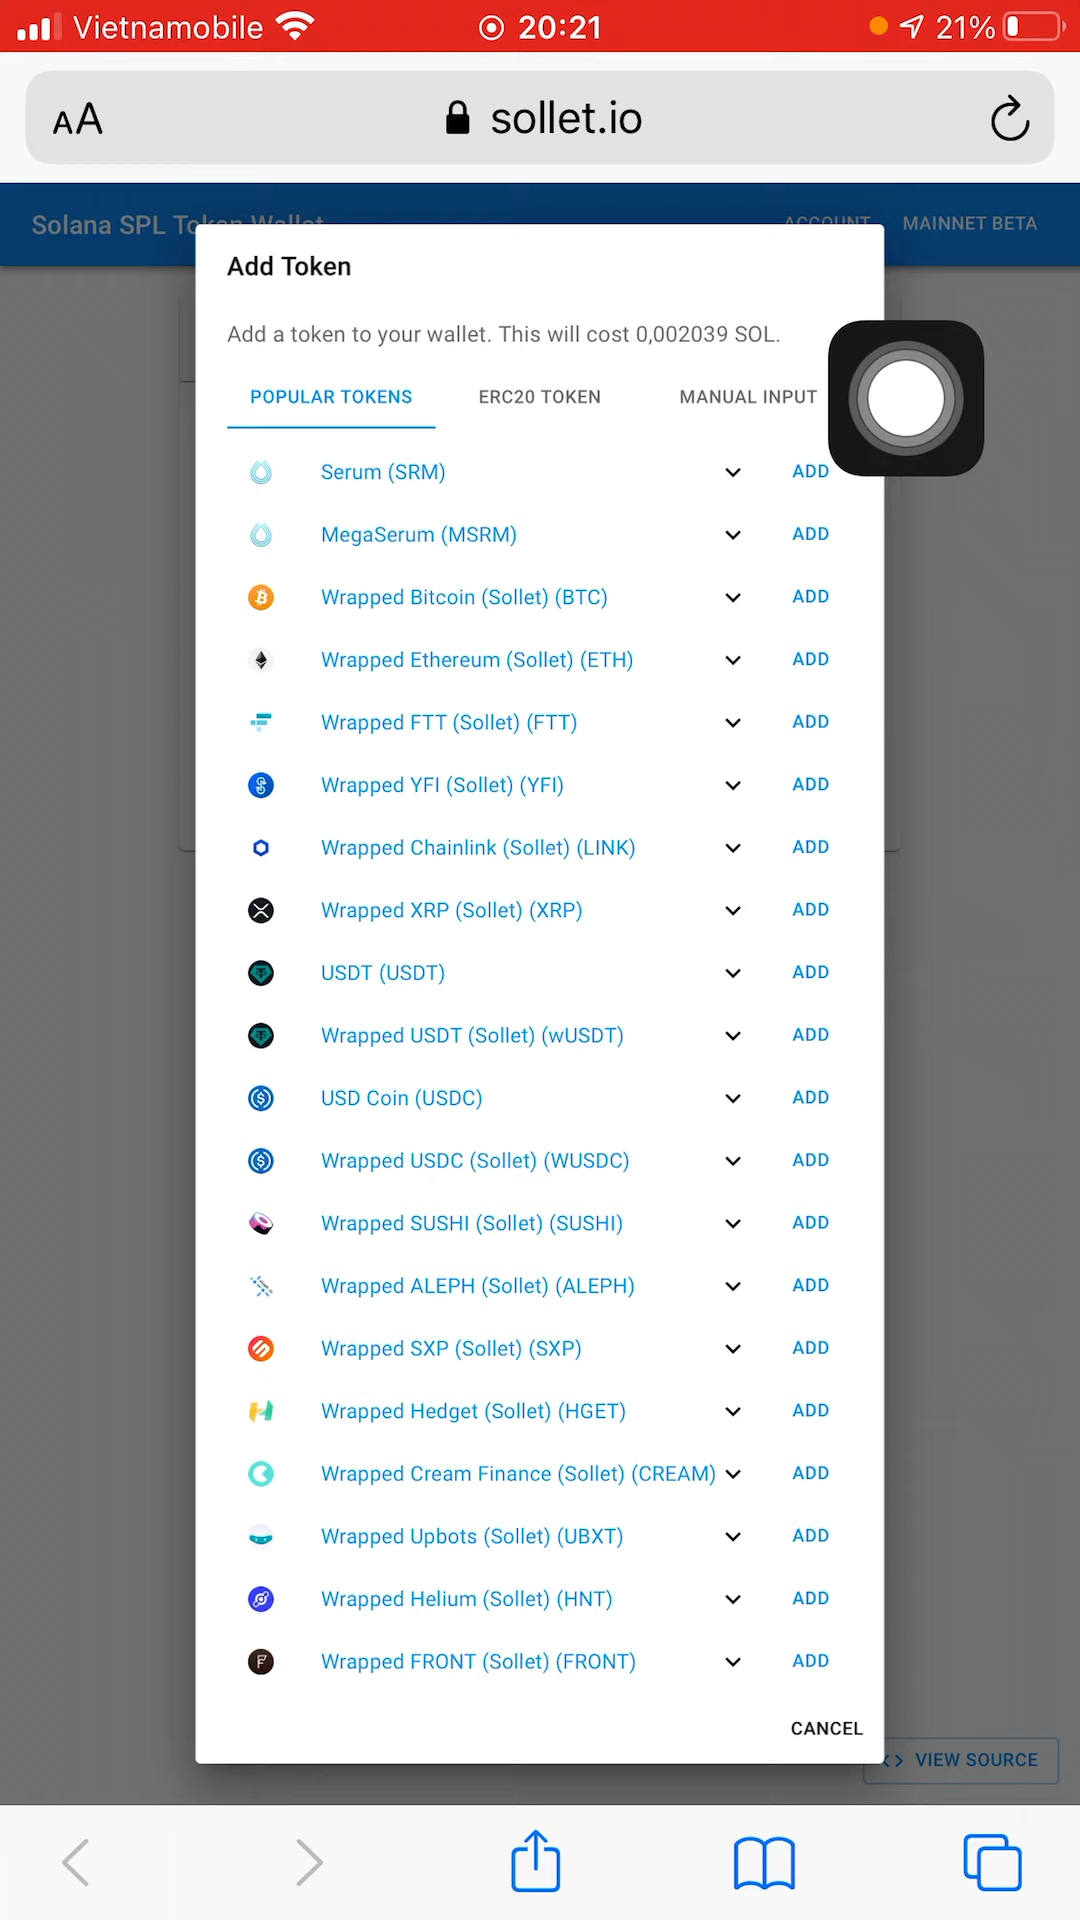 Vietnamobile 20:21 21%
AA sollet.io
Solana SPL Token Wallet ACCOUNT MAINNET BETA
Add Token
Add a token to your wallet. This will cost 0,002039 SOL.
POPULAR TOKENS ERC20 TOKEN MANUAL INPUT
Serum (SRM) ADD
MegaSerum (MSRM) ADD
Wrapped Bitcoin (Sollet) (BTC) ADD
Wrapped Ethereum (Sollet) (ETH) ADD
Wrapped FTT (Sollet) (FTT) ADD
Wrapped YFI (Sollet) (YFI) ADD
Wrapped Chainlink (Sollet) (LINK) ADD
Wrapped XRP (Sollet) (XRP) ADD
USDT (USDT) ADD
Wrapped USDT (Sollet) (wUSDT) ADD
USD Coin (USDC) ADD
Wrapped USDC (Sollet) (WUSDC) ADD
Wrapped SUSHI (Sollet) (SUSHI) ADD
Wrapped ALEPH (Sollet) (ALEPH) ADD
Wrapped SXP (Sollet) (SXP) ADD
Wrapped Hedget (Sollet) (HGET) ADD
Wrapped Cream Finance (Sollet) (CREAM) ADD
Wrapped Upbots (Sollet) (UBXT) ADD
Wrapped Helium (Sollet) (HNT) ADD
Wrapped FRONT (Sollet) (FRONT) ADD
CANCEL
VIEW SOURCE